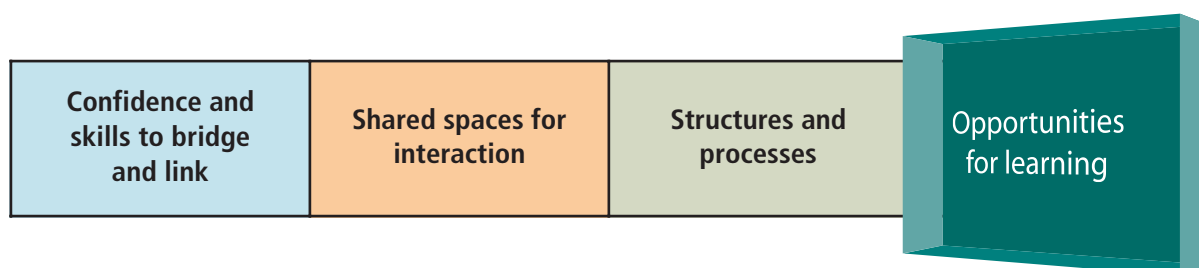 Confidence and
skills to bridge
and link
Shared spaces for
interaction
Structures and
processes
Opportunities
for learning